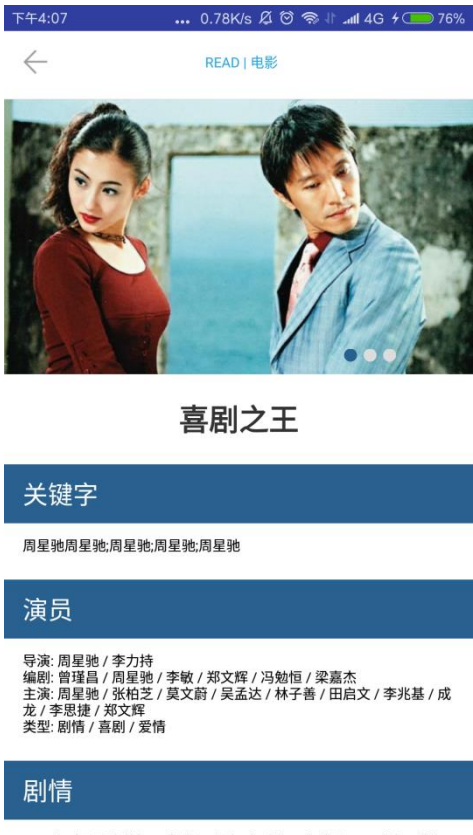 下午4:07 ... 0.78K/s 4G 76%
READ | 电影
喜剧之王
关键字
周星驰周星驰;周星驰;周星驰;周星驰
演员
导演: 周星驰 / 李力持
编剧: 曾瑾昌 / 周星驰 / 李敏 / 郑文辉 / 冯勉恒 / 梁嘉杰
主演: 周星驰 / 张柏芝 / 莫文蔚 / 吴孟达 / 林子善 / 田启文 / 李兆基 / 成
龙 / 李思捷 / 郑文辉
类型: 剧情 / 喜剧 / 爱情
剧情